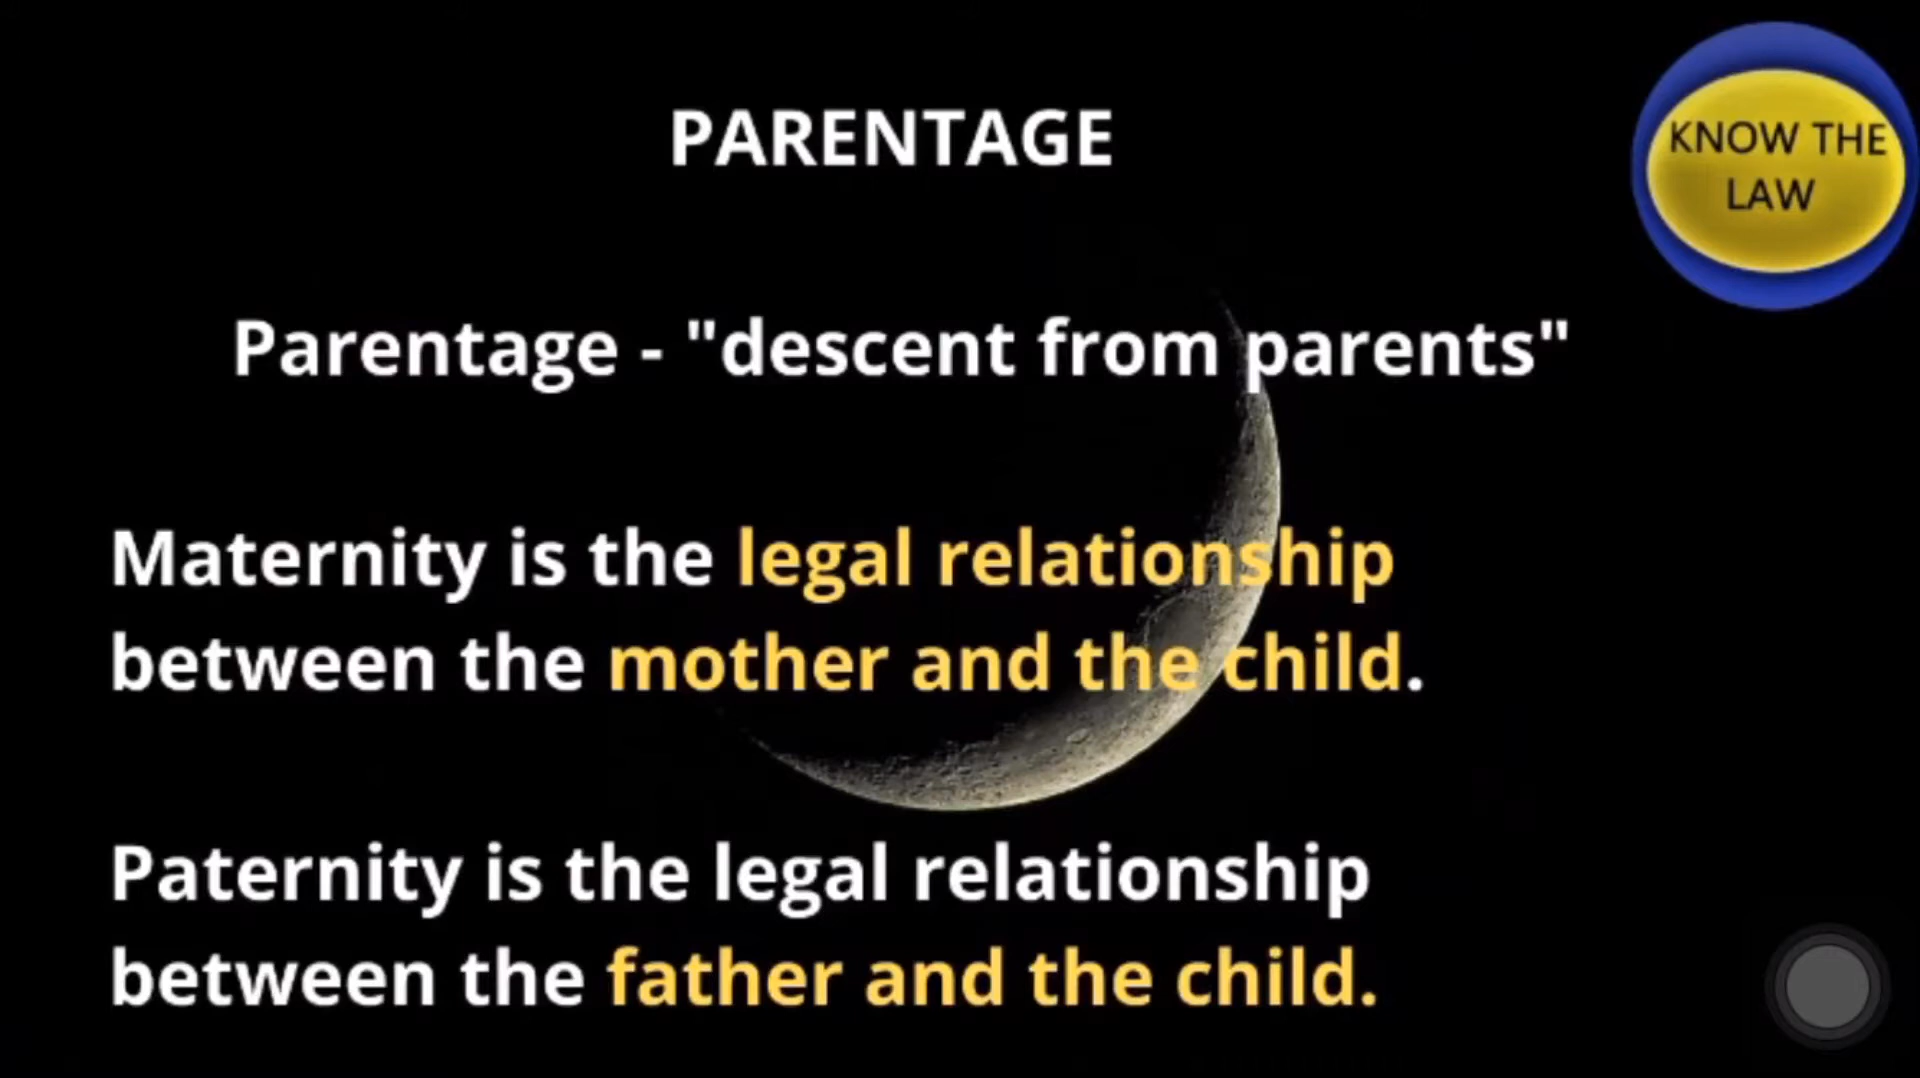 PARENTAGE
KNOW THE
LAW
Parentage - "descent from parents"
Maternity is the legal relationship
between the mother and the child.
Paternity is the legal relationship
between the father and the child.